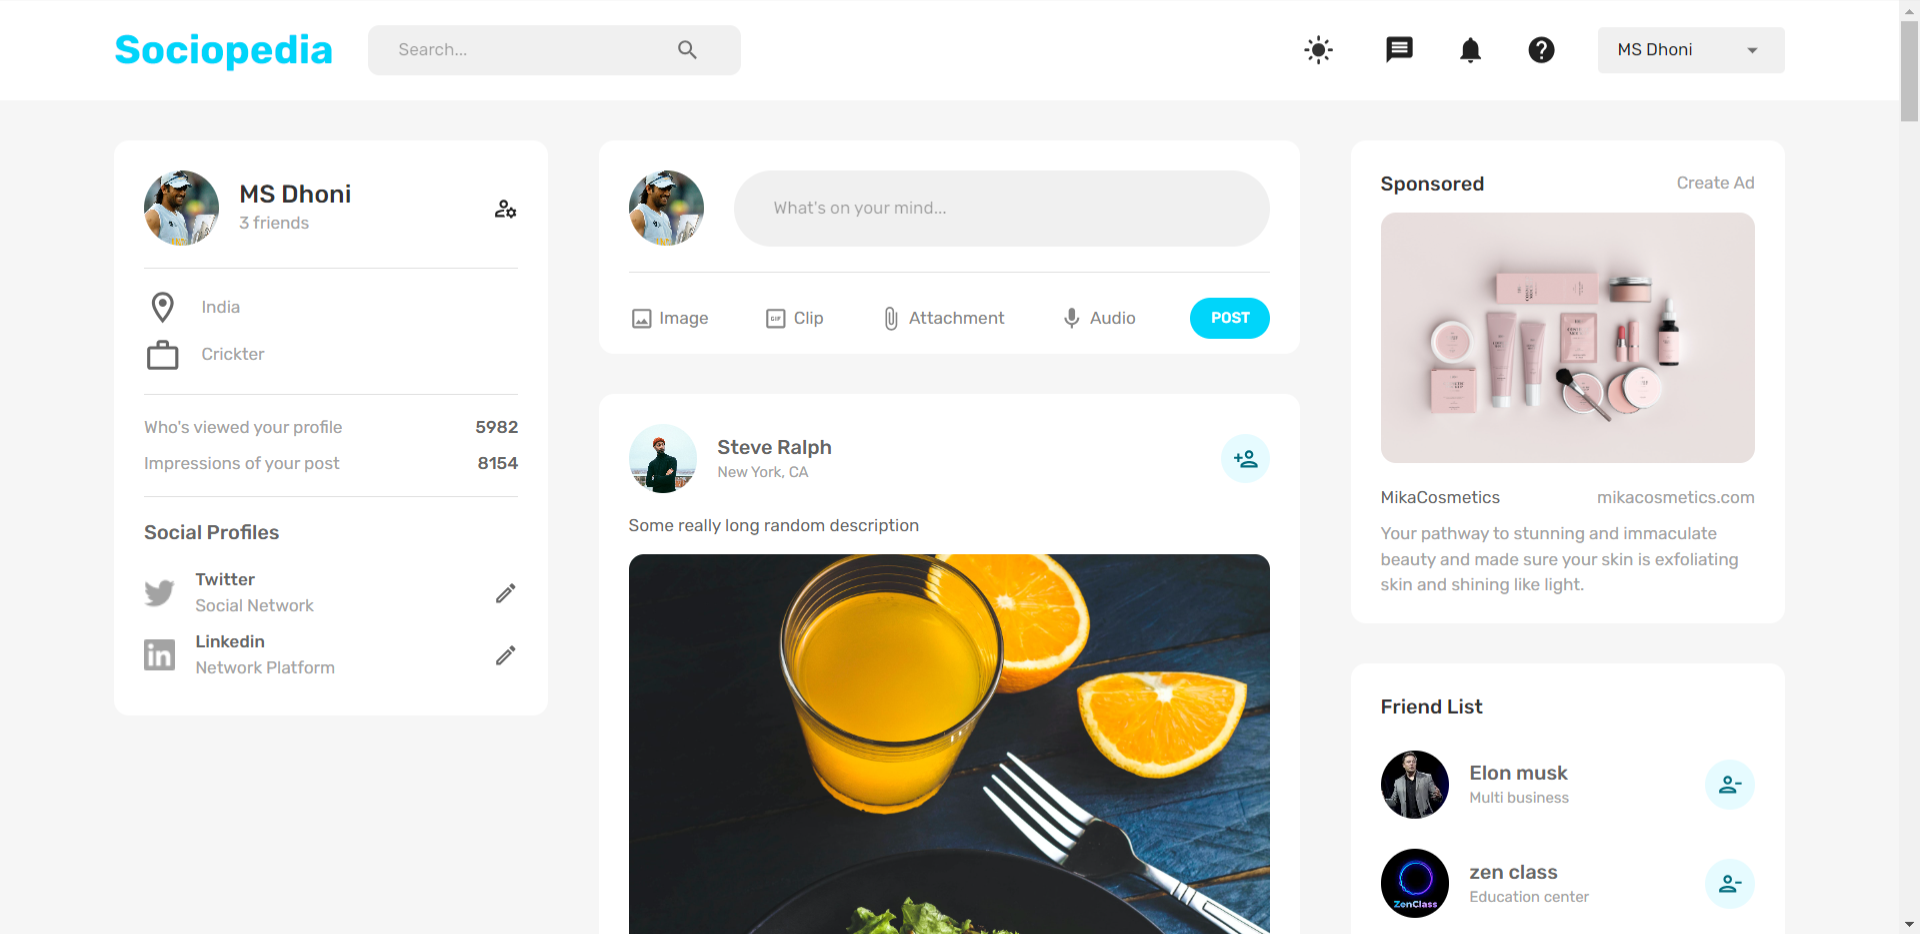 Sociopedia
Search...
MS Dhoni
MS Dhoni
3 friends
India
Crickter
Who's viewed your profile 5982
Impressions of your post 8154
Social Profiles
Twitter
Social Network
Linkedin
Network Platform
What's on your mind...
Image
GIF
Clip
Attachment
Audio
POST
Steve Ralph
New York, CA
Some really long random description
Sponsored
Create Ad
MikaCosmetics
mikacosmetics.com
Your pathway to stunning and immaculate
beauty and made sure your skin is exfoliating
skin and shining like light.
Friend List
Elon musk
Multi business
ZenClass
zen class
Education center